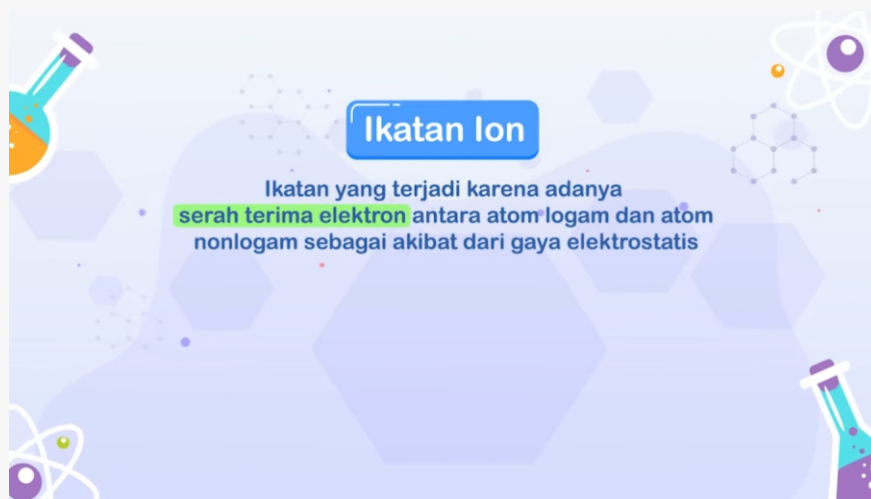 Ikatan Ion
Ikatan yang terjadi karena adanya
serah terima elektron antara atom logam dan atom
nonlogam sebagai akibat dari gaya elektrostatis